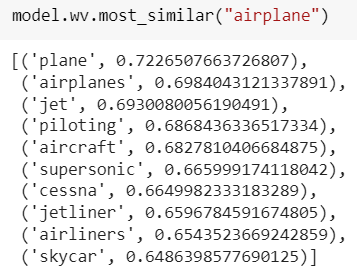 model.wv.most_similar("airplane")
[('plane', 0.7226507663726807),
('airplanes', 0.6984043121337891),
('jet', 0.6930080056190491),
('piloting', 0.6868436336517334),
('aircraft', 0.6827810406684875),
('supersonic', 0.665999174118042),
('cessna', 0.6649982333183289),
('jetliner', 0.6596784591674805),
('airliners', 0.6543523669242859),
('skycar', 0.6486398577690125)]